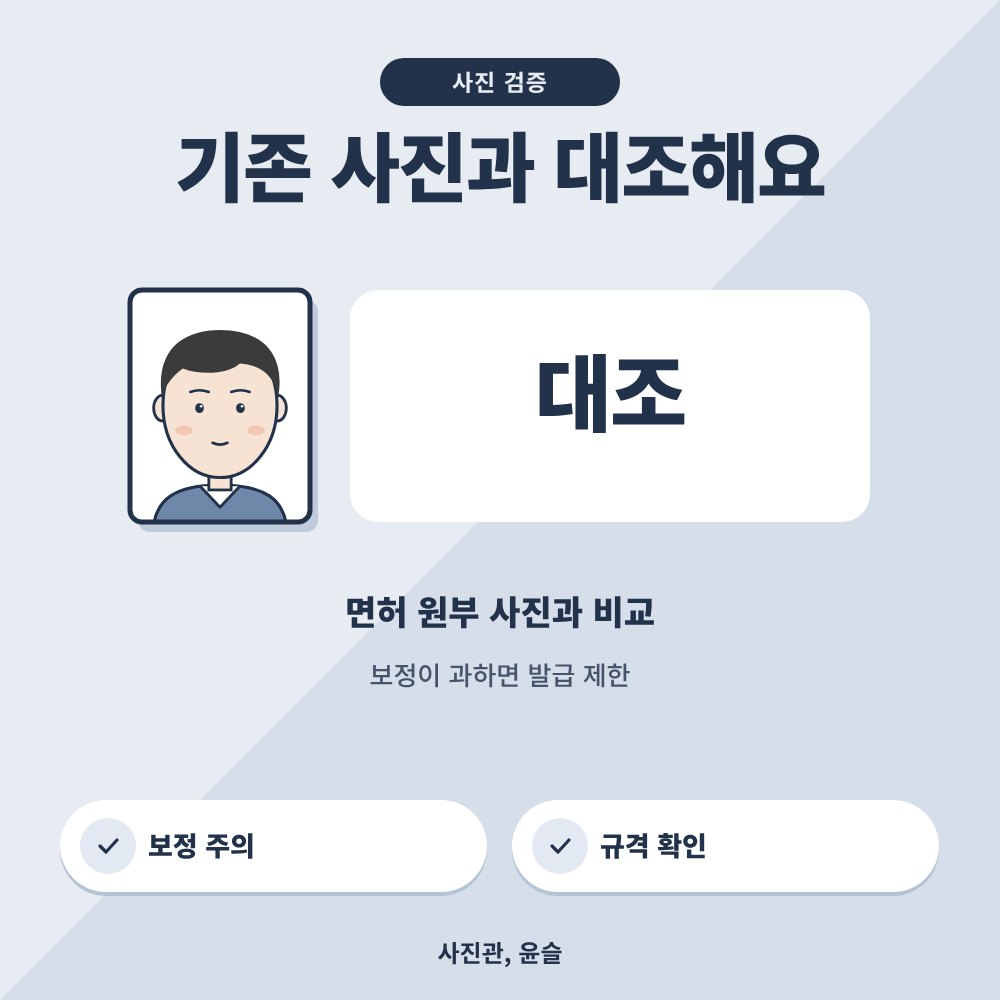 사진 검증
기존 사진과 대조해요
대조
면허 원부 사진과 비교
보정이 과하면 발급 제한
보정 주의
규격 확인
사진관, 윤슬